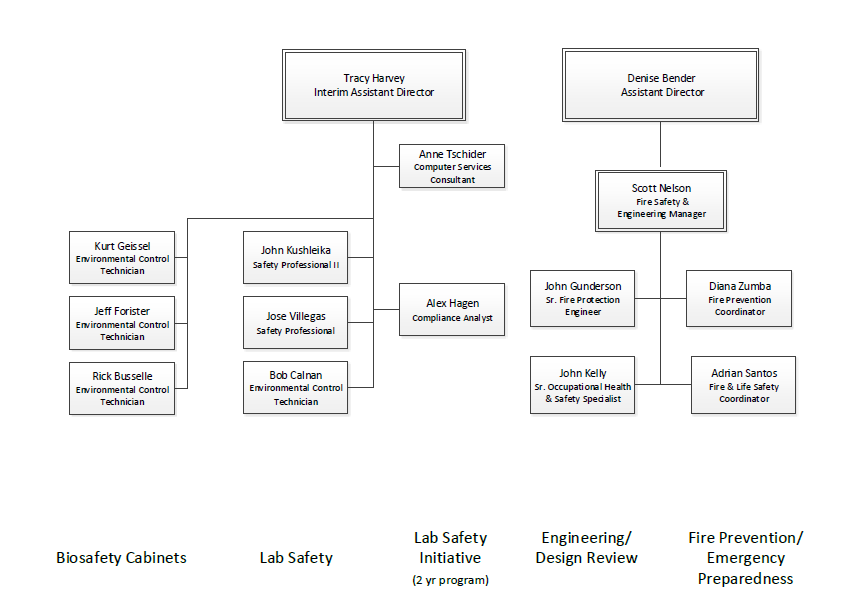 Tracy Harvey
Interim Assistant Director
Denise Bender
Assistant Director
Anne Tschider
Computer Services
Consultant
Scott Nelson
Fire Safety &
Engineering Manager
Kurt Geissel
Environmental Control
Technician
John Kushleika
Safety Professional II
Jeff Forister
Environmental Control
Technician
Jose Villegas
Safety Professional
Alex Hagen
Compliance Analyst
Rick Busselle
Environmental Control
Technician
Bob Calnan
Environmental Control
Technician
John Gunderson
Sr. Fire Protection
Engineer
Diana Zumba
Fire Prevention
Coordinator
John Kelly
Sr. Occupational Health
& Safety Specialist
Adrian Santos
Fire & Life Safety
Coordinator
Biosafety Cabinets
Lab Safety
Lab Safety
Initiative
(2 yr program)
Engineering/
Design Review
Fire Prevention/
Emergency
Preparedness